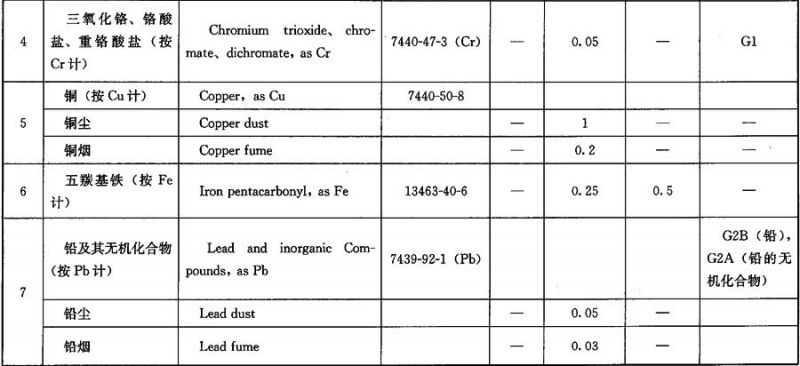 4
三氧化铬、铬酸
盐、重铬酸盐（按
Cr计）
Chromium trioxide、chro-
mate、dichromate, as Cr
7440-47-3（Cr）
—
0.05
—
G1
5
铜（按Cu计）
Copper, as Cu
7440-50-8
铜尘
Copper dust
—
1
—
—
铜烟
Copper fume
—
0.2
—
—
6
五羰基铁（按Fe
计）
Iron pentacarbonyl, as Fe
13463-40-6
—
0.25
0.5
—
7
铅及其无机化合物
（按Pb计）
Lead and inorganic Com-
pounds, as Pb
7439-92-1（Pb）
G2B（铅），
G2A（铅的无
机化合物）
铅尘
Lead dust
—
0.05
—
铅烟
Lead fume
—
0.03
—